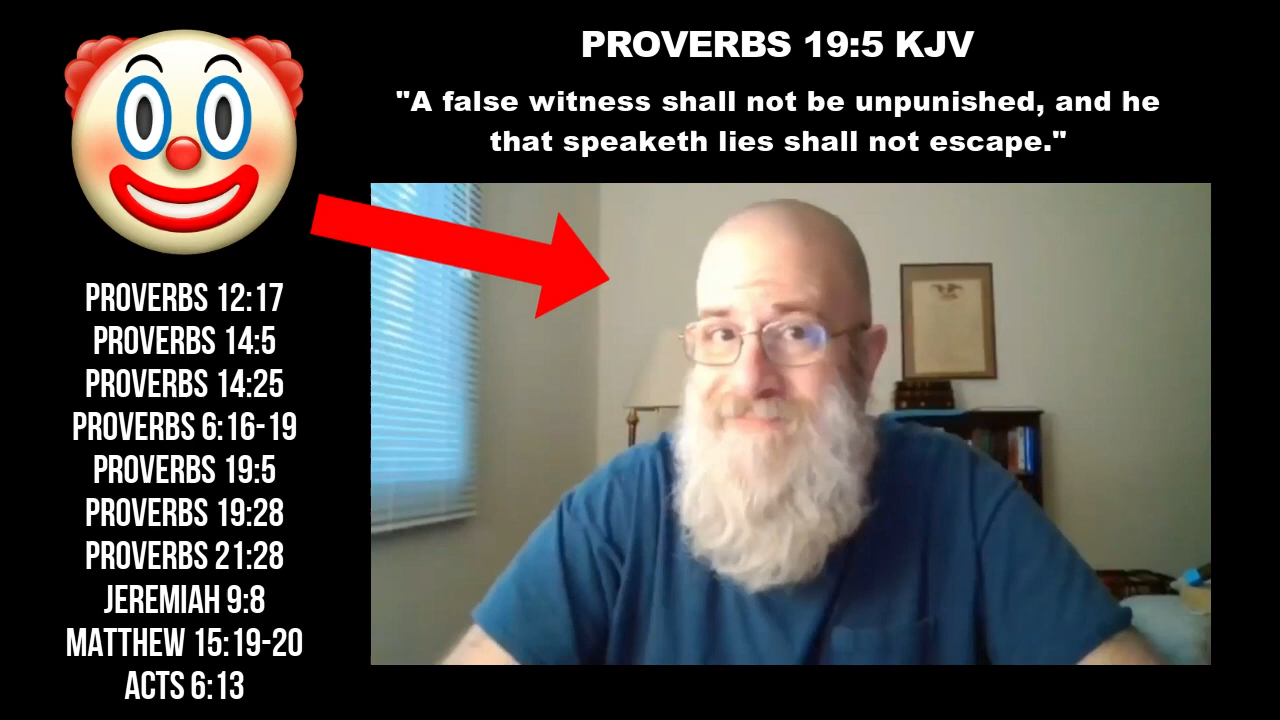 PROVERBS 19:5 KJV
"A false witness shall not be unpunished, and he
that speaketh lies shall not escape."
PROVERBS 12:17
PROVERBS 14:5
PROVERBS 14:25
PROVERBS 6:16-19
PROVERBS 19:5
PROVERBS 19:28
PROVERBS 21:28
JEREMIAH 9:8
MATTHEW 15:19-20
ACTS 6:13